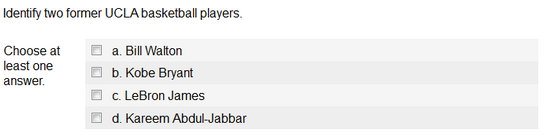 Identify two former UCLA basketball players.
Choose at
least one
answer.
a. Bill Walton
b. Kobe Bryant
c. LeBron James
d. Kareem Abdul-Jabbar